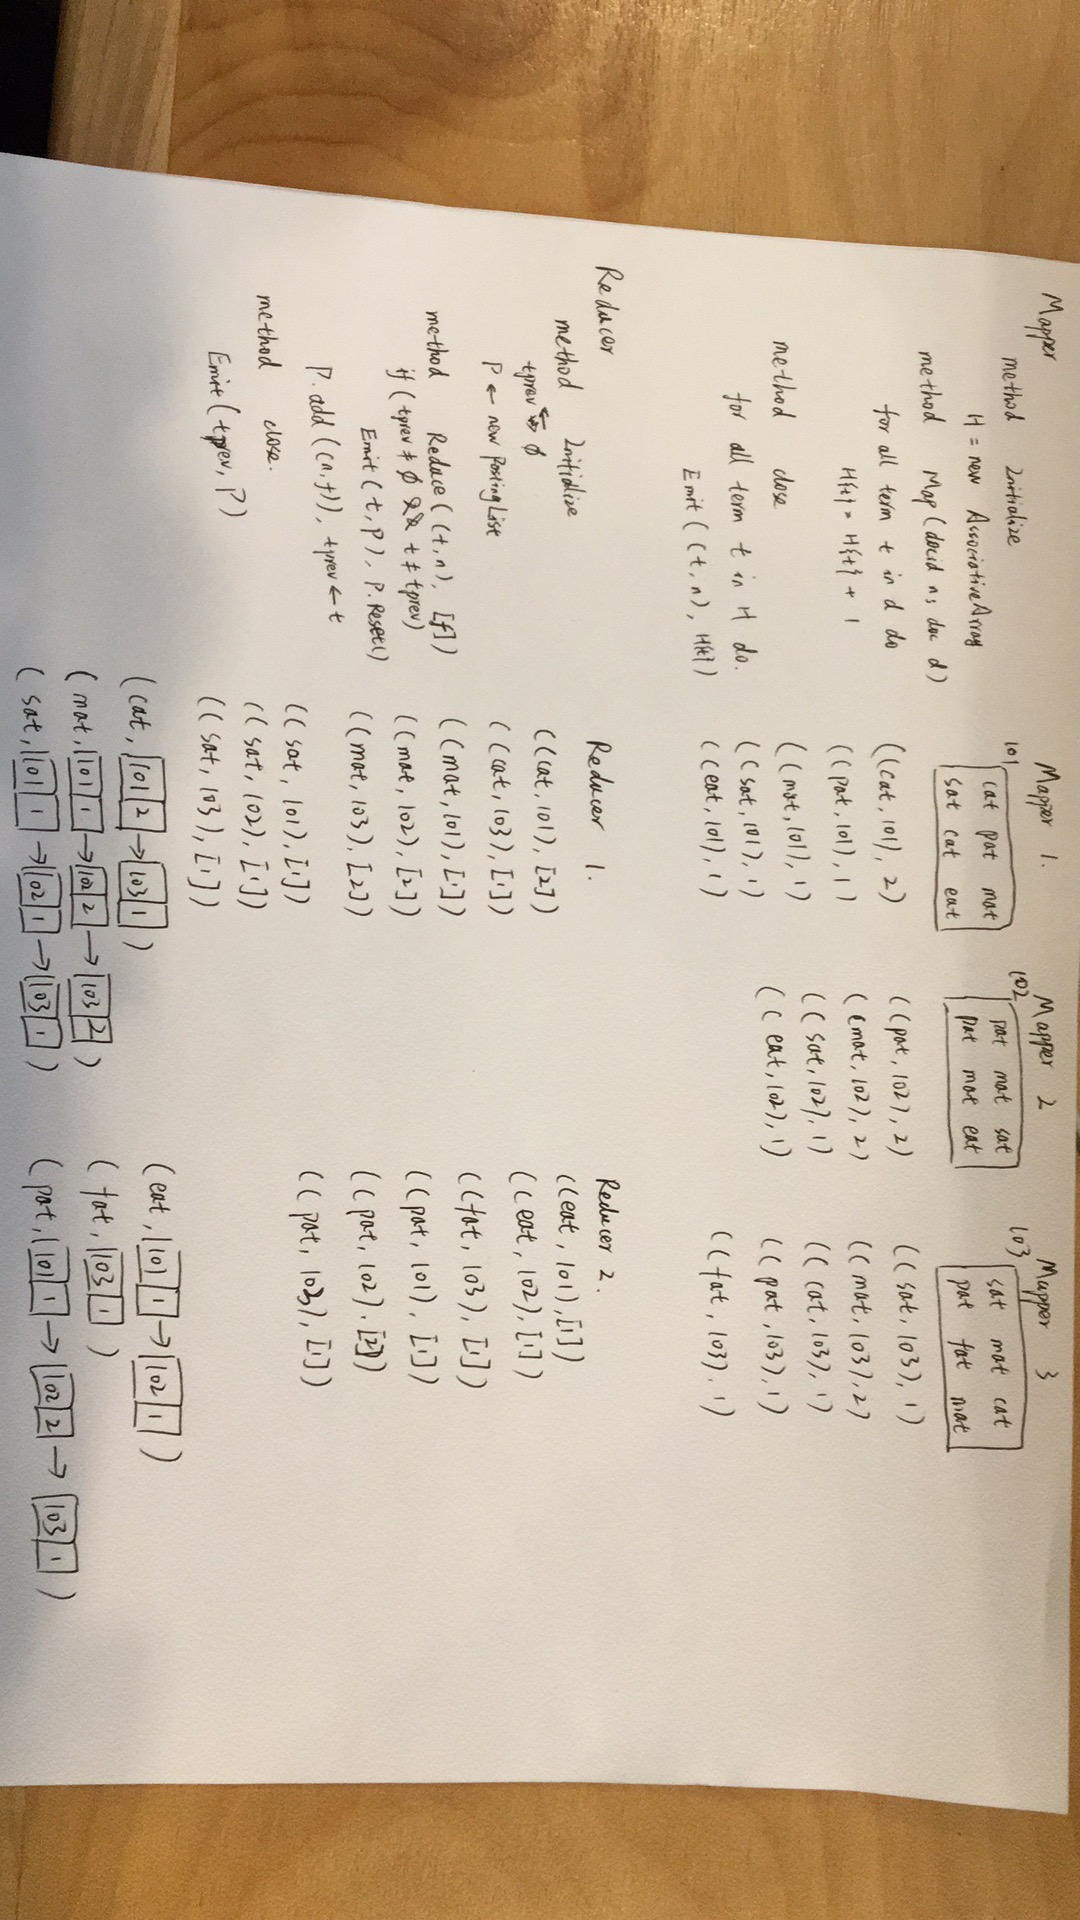 Mapper
method Initialize
H = new AssociativeArray
method Map (docid n, doc d)
for all term t in d do
H{t} = H{t} + 1
method close
for all term t in H do.
Emit ((t, n), H{t})
Mapper 1.
101
cat pat mat
sat cat eat
((cat, 101), 2)
((pat, 101), 1)
((mat, 101), 1)
((sat, 101), 1)
((eat, 101), 1)
Mapper 2
102
pat mat sat
pat mat eat
((pat, 102), 2)
((mat, 102), 2)
((sat, 102), 1)
((eat, 102), 1)
Mapper 3
103
sat mat cat
pat fat mat
((sat, 103), 1)
((mat, 103), 2)
((cat, 103), 1)
((pat, 103), 1)
((fat, 103), 1)
Reducer
method Initialize
tprev ← ∅
P ← new PostingList
method Reduce ((t, n), [f])
if (tprev ≠ ∅ && t ≠ tprev)
Emit (t, P), P.Reset()
P.add ((n, f)), tprev ← t
method close.
Emit (tprev, P)
Reducer 1.
((cat, 101), [2])
((cat, 103), [1])
((mat, 101), [1])
((mat, 102), [2])
((mat, 103), [2])
((sat, 101), [1])
((sat, 102), [1])
((sat, 103), [1])
(cat, 101 2 → 103 1)
(mat, 101 1 → 102 2 → 103 2)
(sat, 101 1 → 102 1 → 103 1)
Reducer 2.
((eat, 101), [1])
((eat, 102), [1])
((fat, 103), [1])
((pat, 101), [1])
((pat, 102), [2])
((pat, 103), [1])
(eat, 101 1 → 102 1)
(fat, 103 1)
(pat, 101 1 → 102 2 → 103 1)